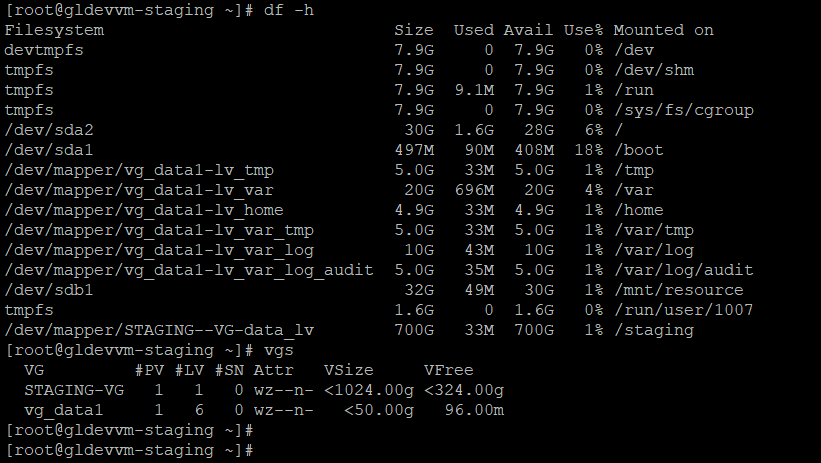 [root@gldevvm-staging ~]# df -h
Filesystem                             Size  Used Avail Use% Mounted on
devtmpfs                               7.9G     0  7.9G   0% /dev
tmpfs                                  7.9G     0  7.9G   0% /dev/shm
tmpfs                                  7.9G  9.1M  7.9G   1% /run
tmpfs                                  7.9G     0  7.9G   0% /sys/fs/cgroup
/dev/sda2                               30G  1.6G   28G   6% /
/dev/sda1                              497M   90M  408M  18% /boot
/dev/mapper/vg_data1-lv_tmp            5.0G   33M  5.0G   1% /tmp
/dev/mapper/vg_data1-lv_var             20G  696M   20G   4% /var
/dev/mapper/vg_data1-lv_home           4.9G   33M  4.9G   1% /home
/dev/mapper/vg_data1-lv_var_tmp        5.0G   33M  5.0G   1% /var/tmp
/dev/mapper/vg_data1-lv_var_log         10G   43M   10G   1% /var/log
/dev/mapper/vg_data1-lv_var_log_audit  5.0G   35M  5.0G   1% /var/log/audit
/dev/sdb1                               32G   49M   30G   1% /mnt/resource
tmpfs                                  1.6G     0  1.6G   0% /run/user/1007
/dev/mapper/STAGING--VG-data_lv        700G   33M  700G   1% /staging
[root@gldevvm-staging ~]# vgs
  VG         #PV #LV #SN Attr   VSize     VFree
  STAGING-VG   1   1   0 wz--n- <1024.00g <324.00g
  vg_data1     1   6   0 wz--n-   <50.00g   96.00m
[root@gldevvm-staging ~]#
[root@gldevvm-staging ~]#